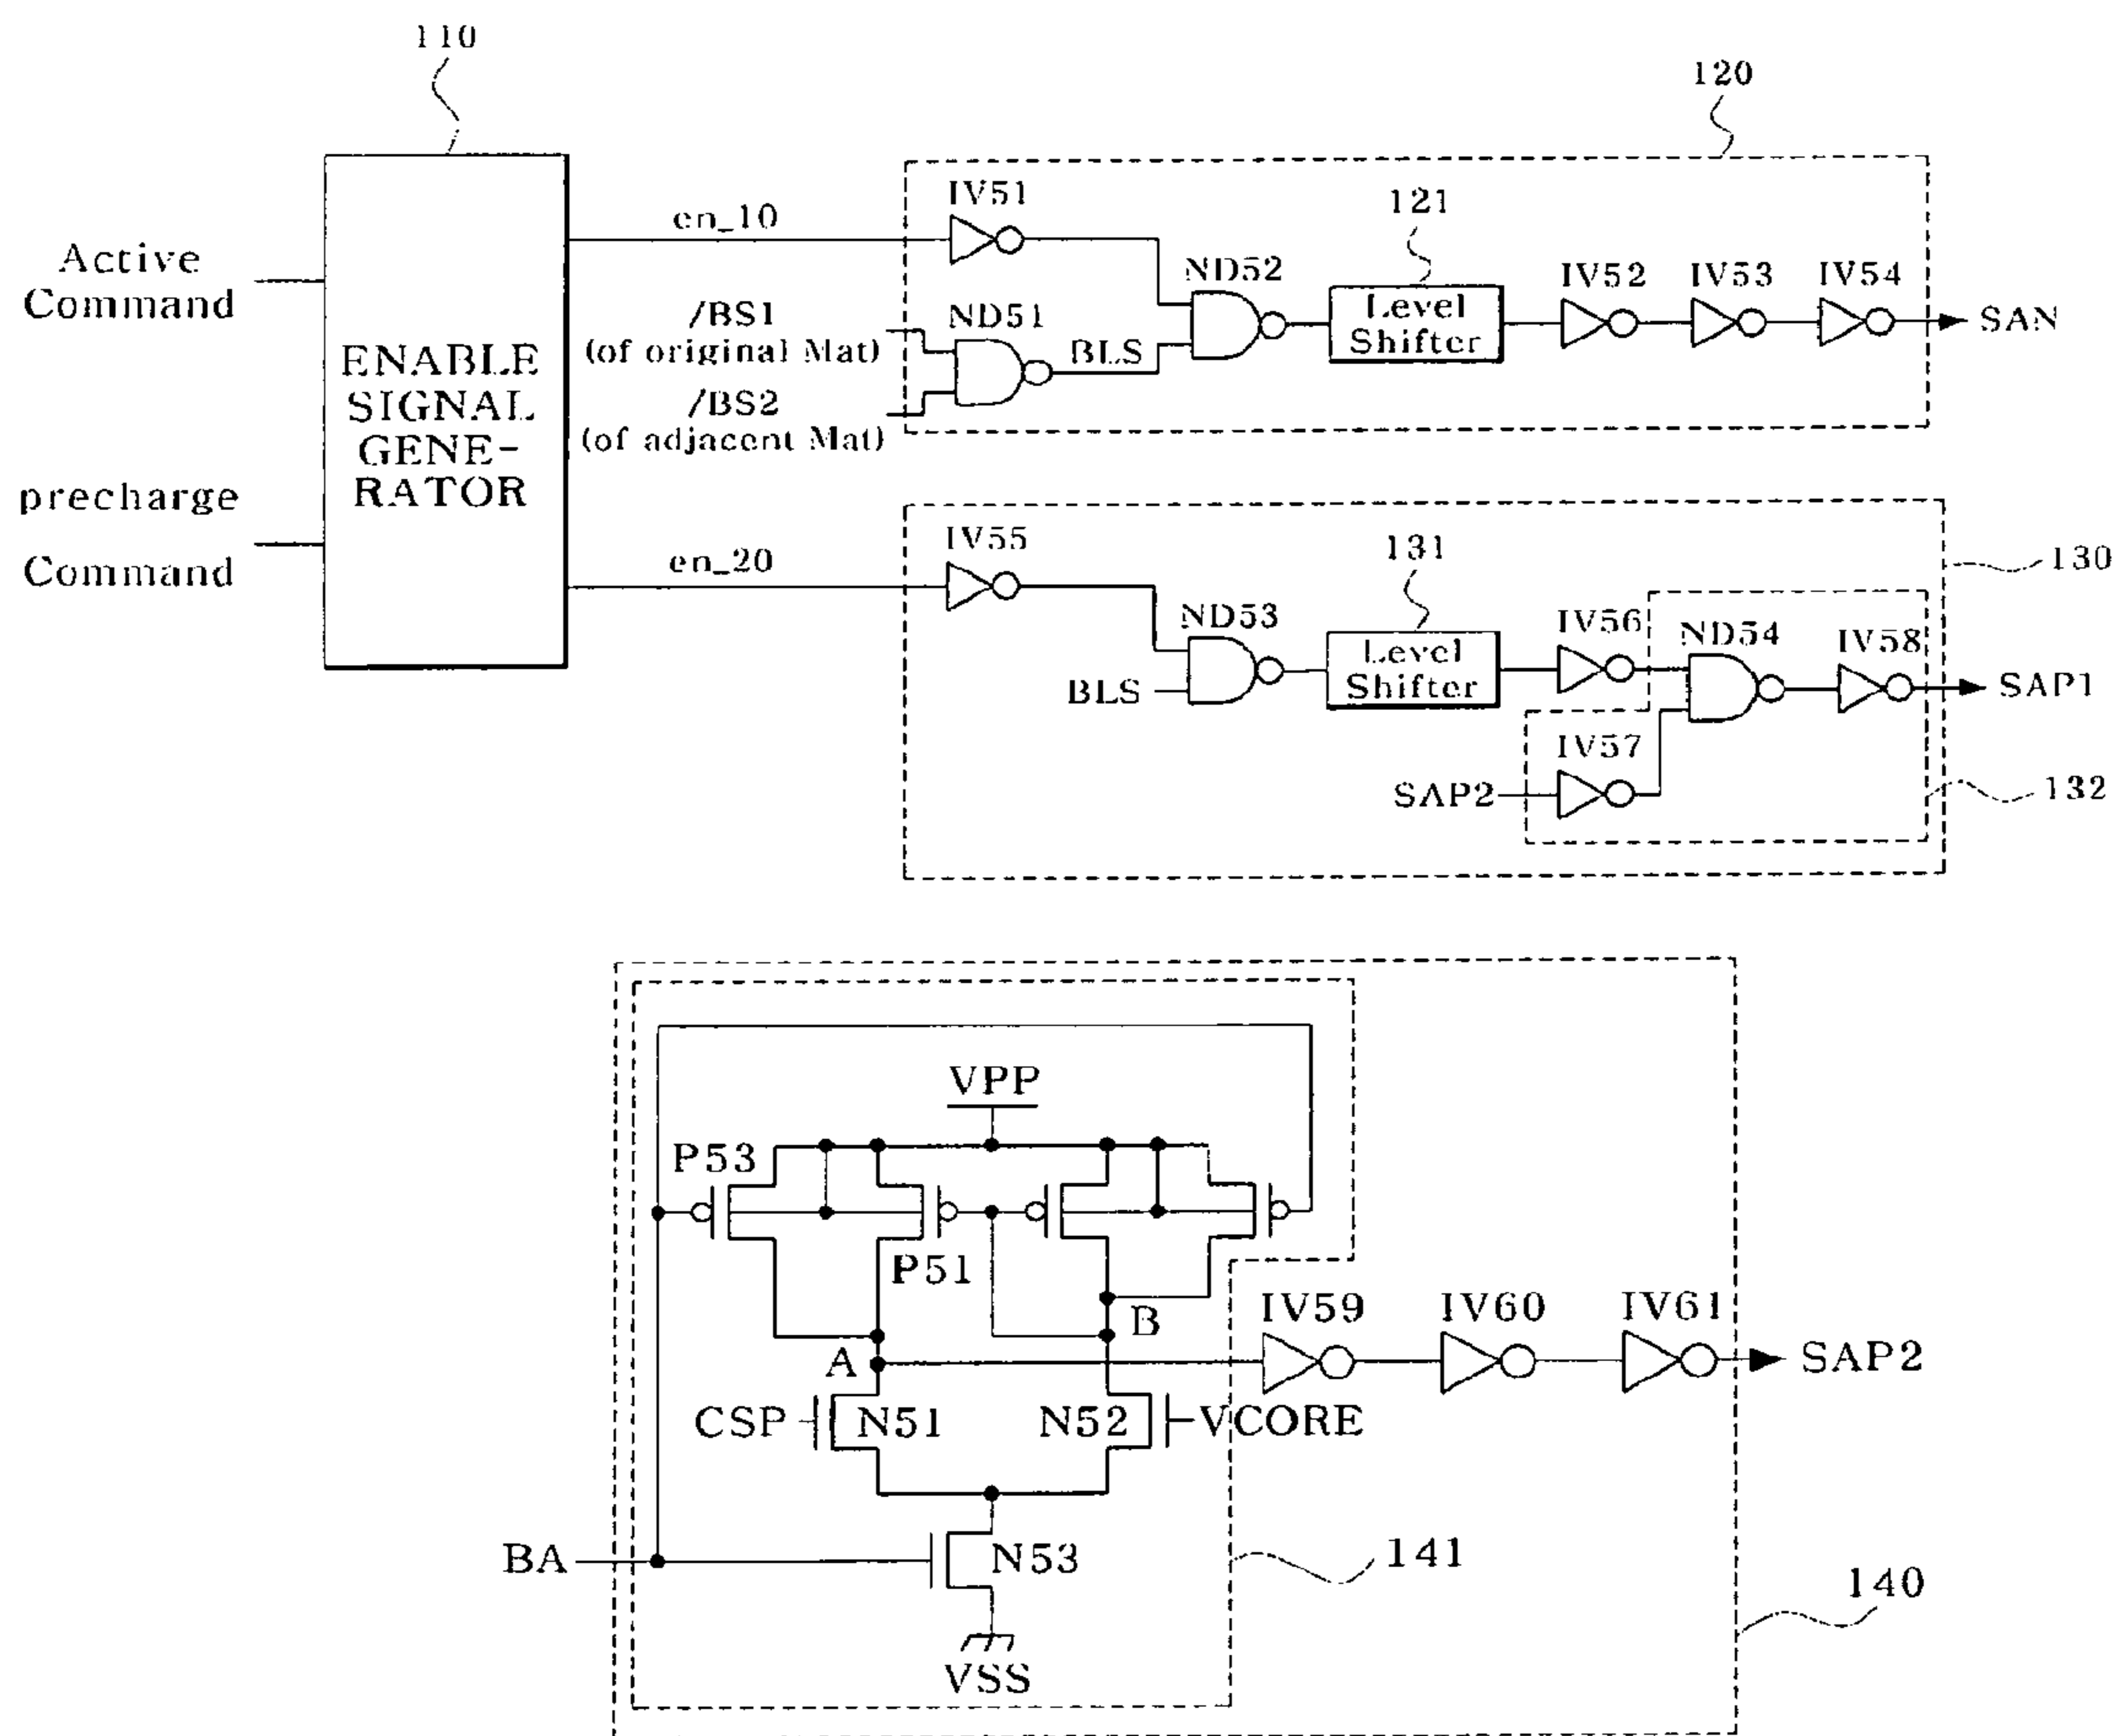 110
120
Active
Command
precharge
Command
ENABLE
SIGNAL
GENE-
RATOR
en_10
IV51
121
ND52
IV52
IV53
IV54
Level
Shifter
SAN
/BS1
(of original Mat)
ND51
BLS
/BS2
(of adjacent Mat)
en_20
IV55
131
130
ND53
IV56
ND54
IV58
Level
Shifter
BLS
SAP1
IV57
SAP2
132
VPP
P53
P51
B
IV59
IV60
IV61
A
SAP2
CSP
N51
N52
VCORE
BA
N53
141
140
VSS